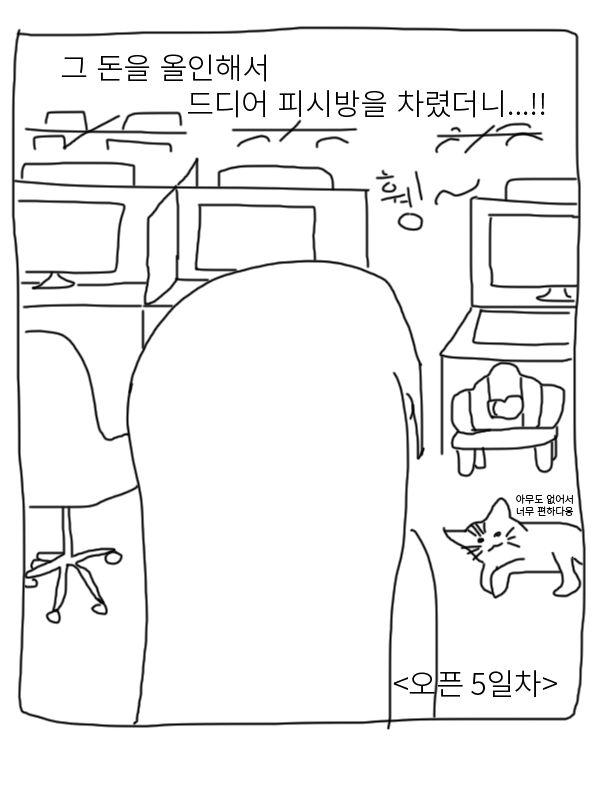 그 돈을 올인해서
드디어 피시방을 차렸더니...!!
휑~
아무도 없어서
너무 편하다옹
<오픈 5일차>